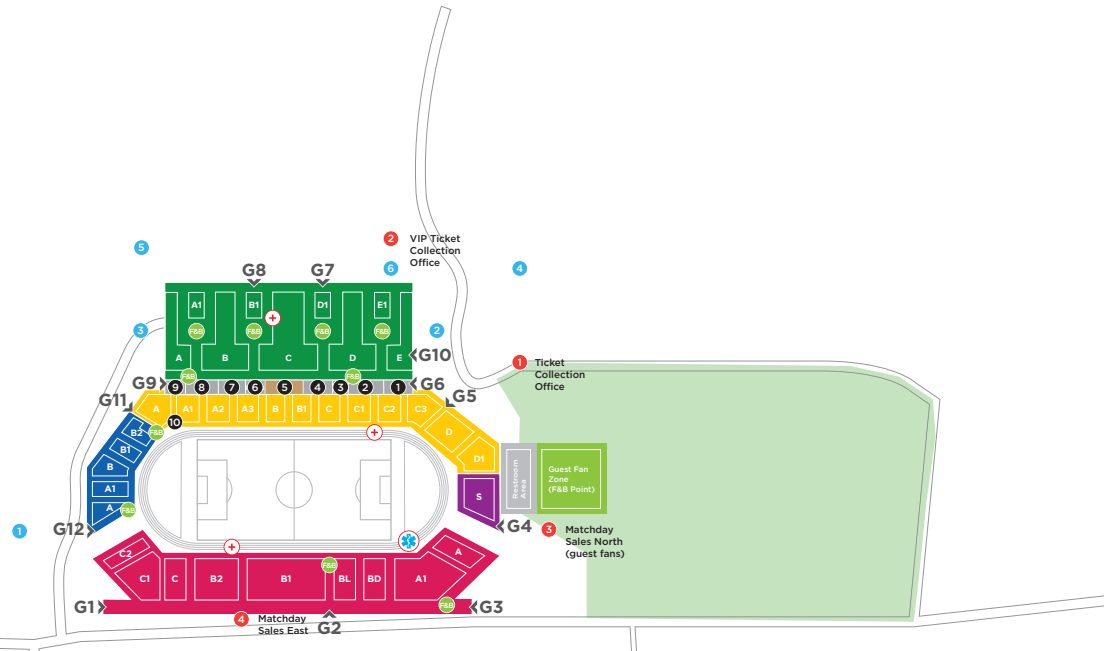 2 VIP Ticket
Collection
Office
5
6
4
G8 G7
A1 B1 D1 E1
3
F&B F&B F&B F&B
2
A B C D E
G10
F&B F&B
G9 9 8 7 6 5 4 3 2 1 G6
1 Ticket
Collection
Office
G11 G5
A A1 A2 A3 B B1 C C1 C2 C3
10
B2 F&B D
B1
B D1
A1
A F&B
S
Restroom
Area
Guest Fan
Zone
(F&B Point)
1
G12 G4
3 Matchday
Sales North
(guest fans)
C2 A
F&B
C1 C B2 B1 BL BD A1
G1 F&B G3
4 Matchday
Sales East G2